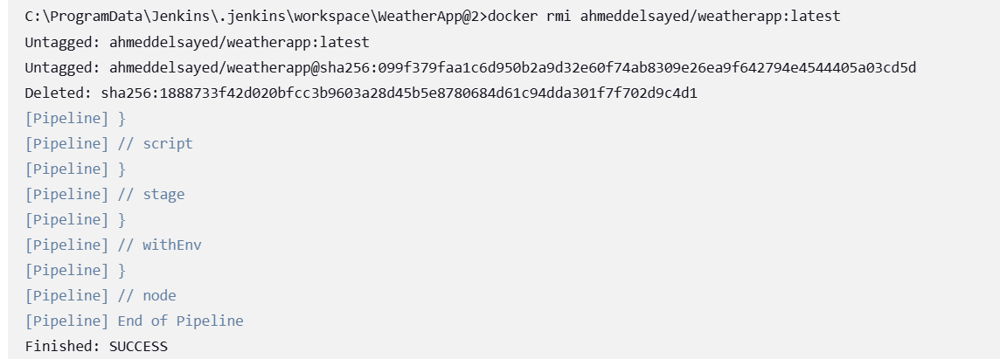 C:\ProgramData\Jenkins\.jenkins\workspace\WeatherApp@2>docker rmi ahmeddelsayed/weatherapp:latest
Untagged: ahmeddelsayed/weatherapp:latest
Untagged: ahmeddelsayed/weatherapp@sha256:099f379faa1c6d950b2a9d32e60f74ab8309e26ea9f642794e4544405a03cd5d
Deleted: sha256:1888733f42d020bfcc3b9603a28d45b5e8780684d61c94dda301f7f702d9c4d1
[Pipeline] }
[Pipeline] // script
[Pipeline] }
[Pipeline] // stage
[Pipeline] }
[Pipeline] // withEnv
[Pipeline] }
[Pipeline] // node
[Pipeline] End of Pipeline
Finished: SUCCESS